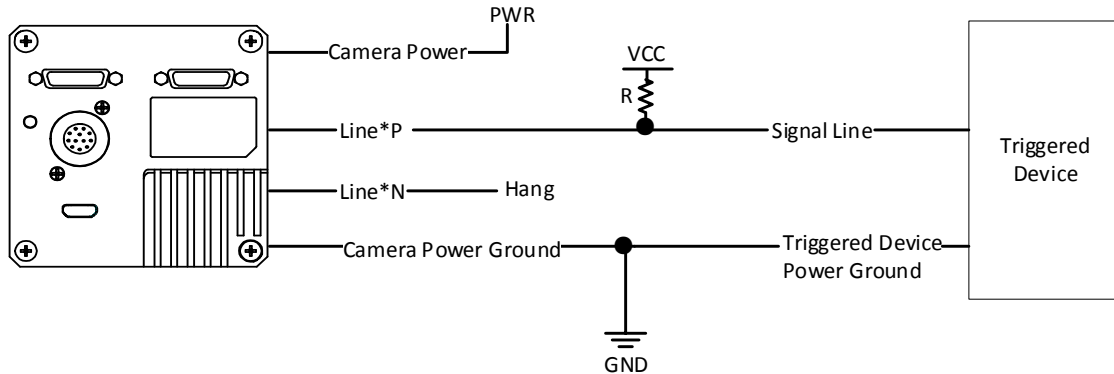 PWR
Camera Power
VCC
R
Line*P
Signal Line
Triggered
Device
Line*N
Hang
Camera Power Ground
Triggered Device
Power Ground
GND